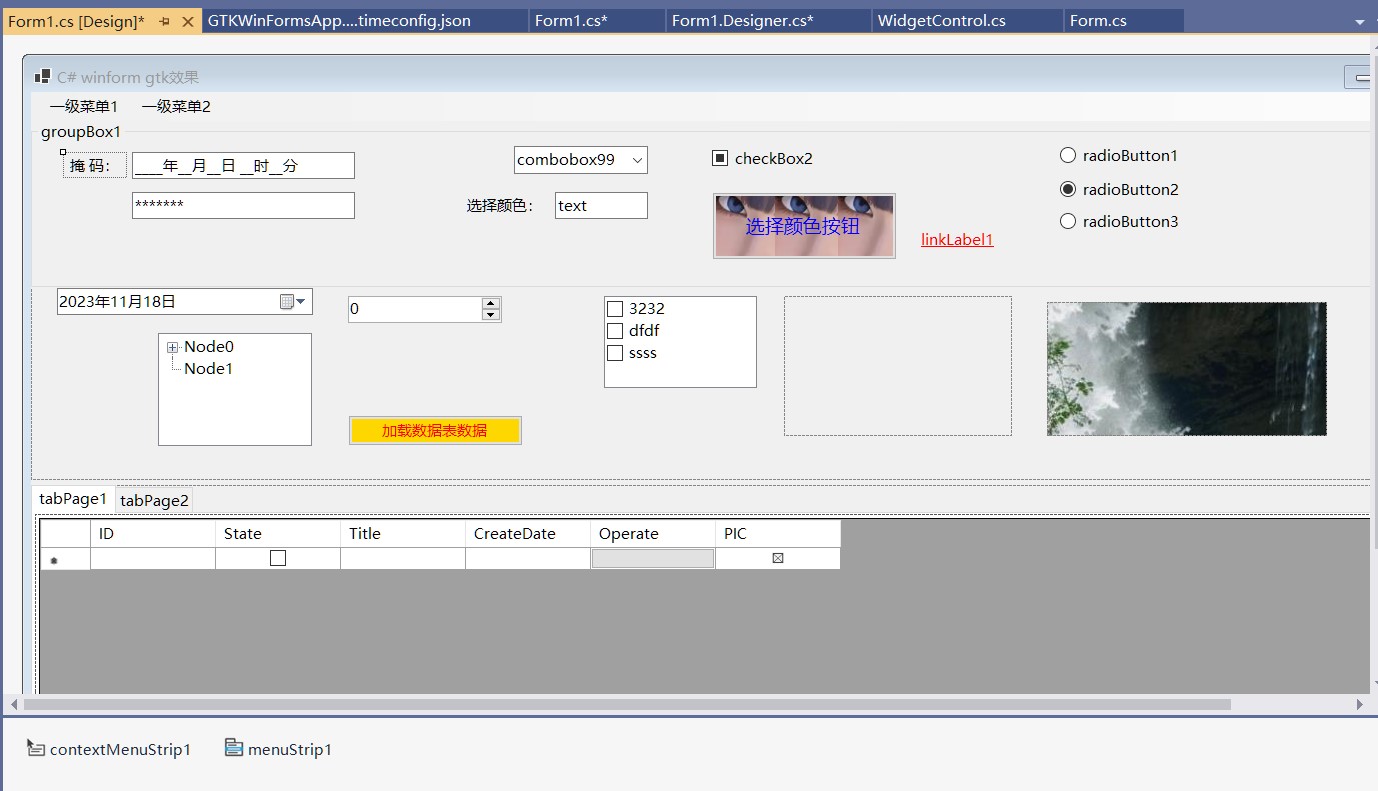 Form1.cs [Design]* GTKWinFormsApp....timeconfig.json Form1.cs* Form1.Designer.cs* WidgetControl.cs Form.cs
C# winform gtk效果
一级菜单1 一级菜单2
groupBox1
掩 码： ____年__月__日 __时__分 combobox99 checkBox2 radioButton1
******* 选择颜色： text 选择颜色按钮 linkLabel1 radioButton2
radioButton3
2023年11月18日 0 3232
dfdf
ssss
Node0
Node1
加载数据表数据
tabPage1 tabPage2
ID State Title CreateDate Operate PIC
contextMenuStrip1 menuStrip1